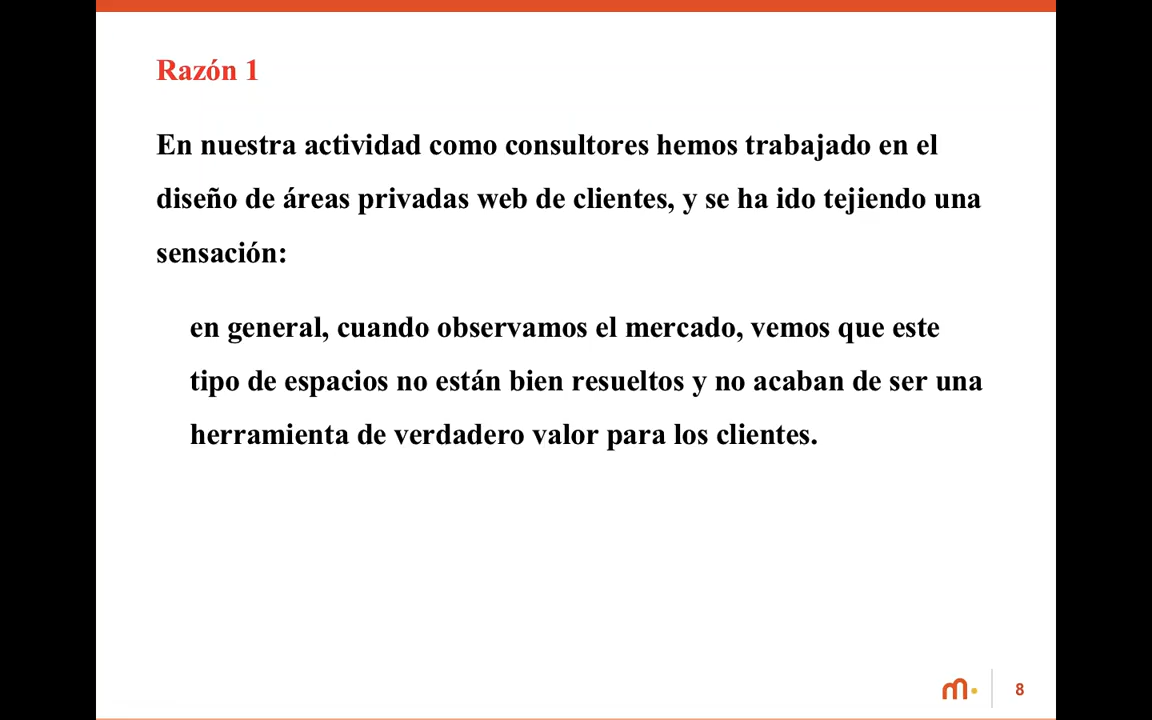 Razón 1
En nuestra actividad como consultores hemos trabajado en el
diseño de áreas privadas web de clientes, y se ha ido tejiendo una
sensación:
en general, cuando observamos el mercado, vemos que este
tipo de espacios no están bien resueltos y no acaban de ser una
herramienta de verdadero valor para los clientes.
m.
8